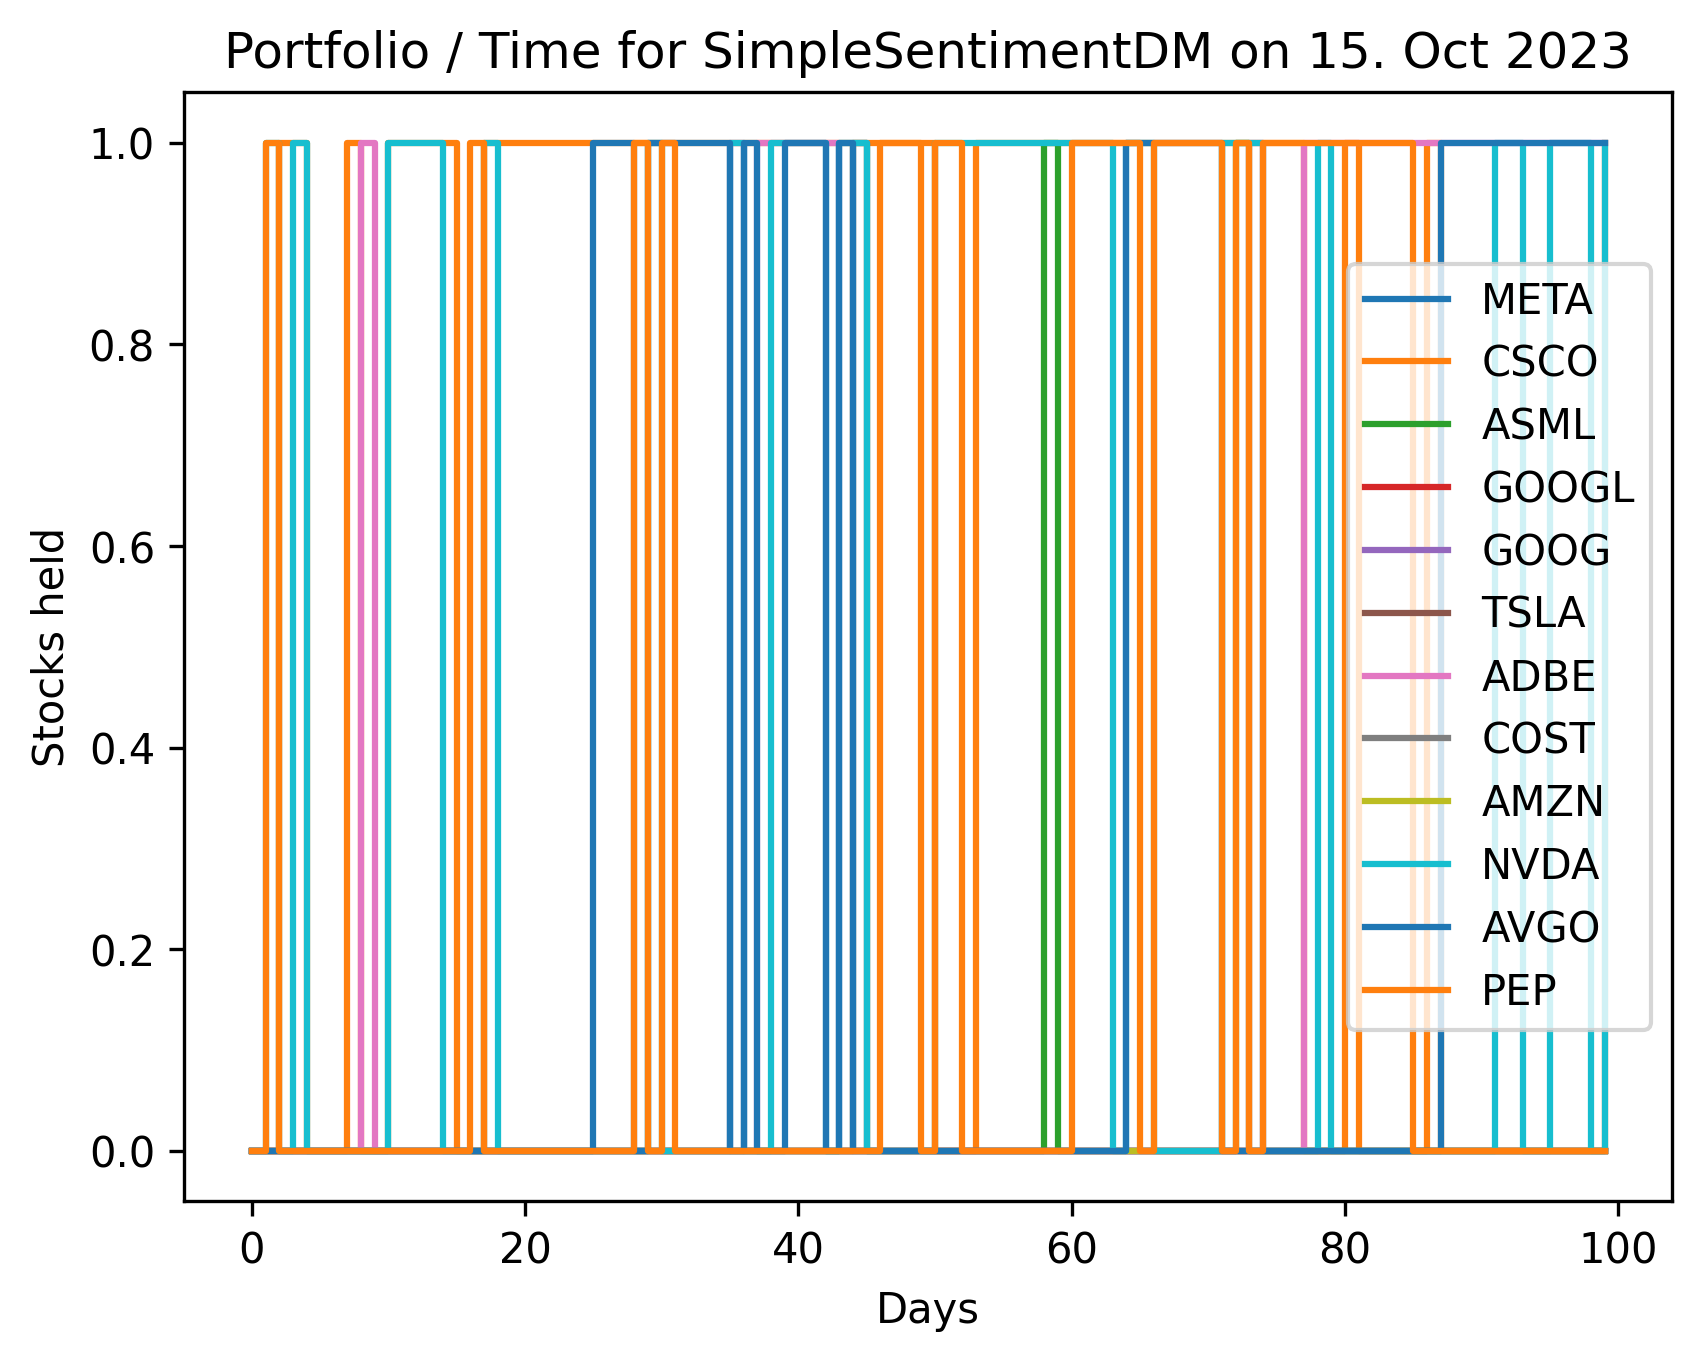 Portfolio / Time for SimpleSentimentDM on 15. Oct 2023
1.0
0.8
0.6
0.4
0.2
0.0
Stocks held
META
CSCO
ASML
GOOGL
GOOG
TSLA
ADBE
COST
AMZN
NVDA
AVGO
PEP
0 20 40 60 80 100
Days